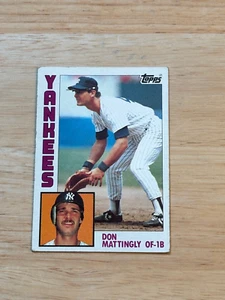 Topps
YANKEES
DON
MATTINGLY OF-1B